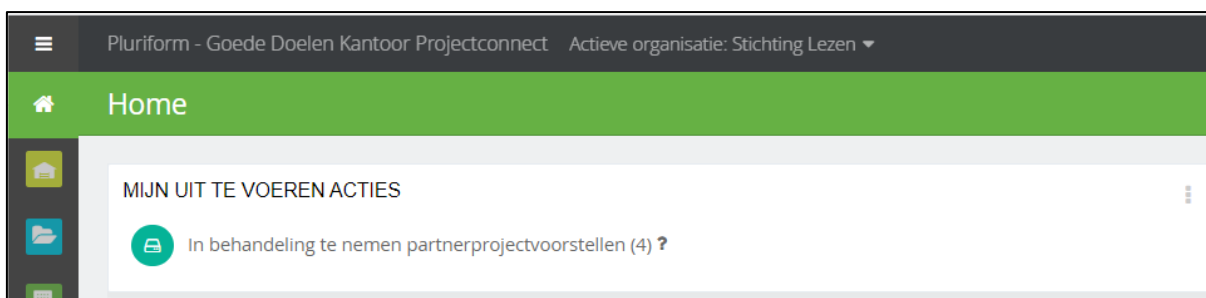 Pluriform - Goede Doelen Kantoor Projectconnect Actieve organisatie: Stichting Lezen
Home
MIJN UIT TE VOEREN ACTIES
In behandeling te nemen partnerprojectvoorstellen (4) ?